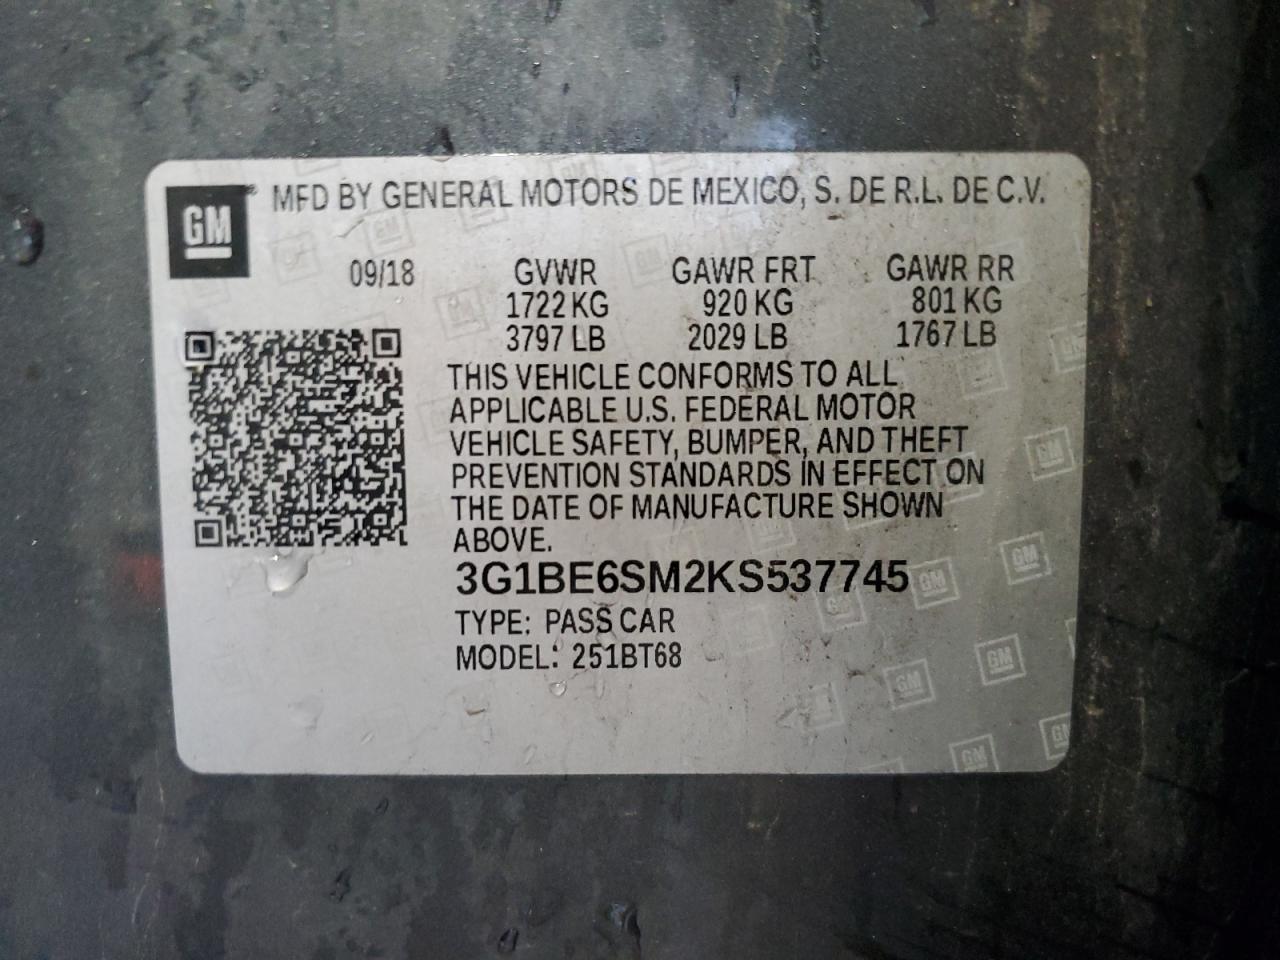 GM
MFD BY GENERAL MOTORS DE MEXICO, S. DE R.L. DE C.V.
09/18 GVWR GAWR FRT GAWR RR
1722 KG 920 KG 801 KG
3797 LB 2029 LB 1767 LB
THIS VEHICLE CONFORMS TO ALL
APPLICABLE U.S. FEDERAL MOTOR
VEHICLE SAFETY, BUMPER, AND THEFT
PREVENTION STANDARDS IN EFFECT ON
THE DATE OF MANUFACTURE SHOWN
ABOVE.
3G1BE6SM2KS537745
TYPE: PASS CAR
MODEL: 251BT68